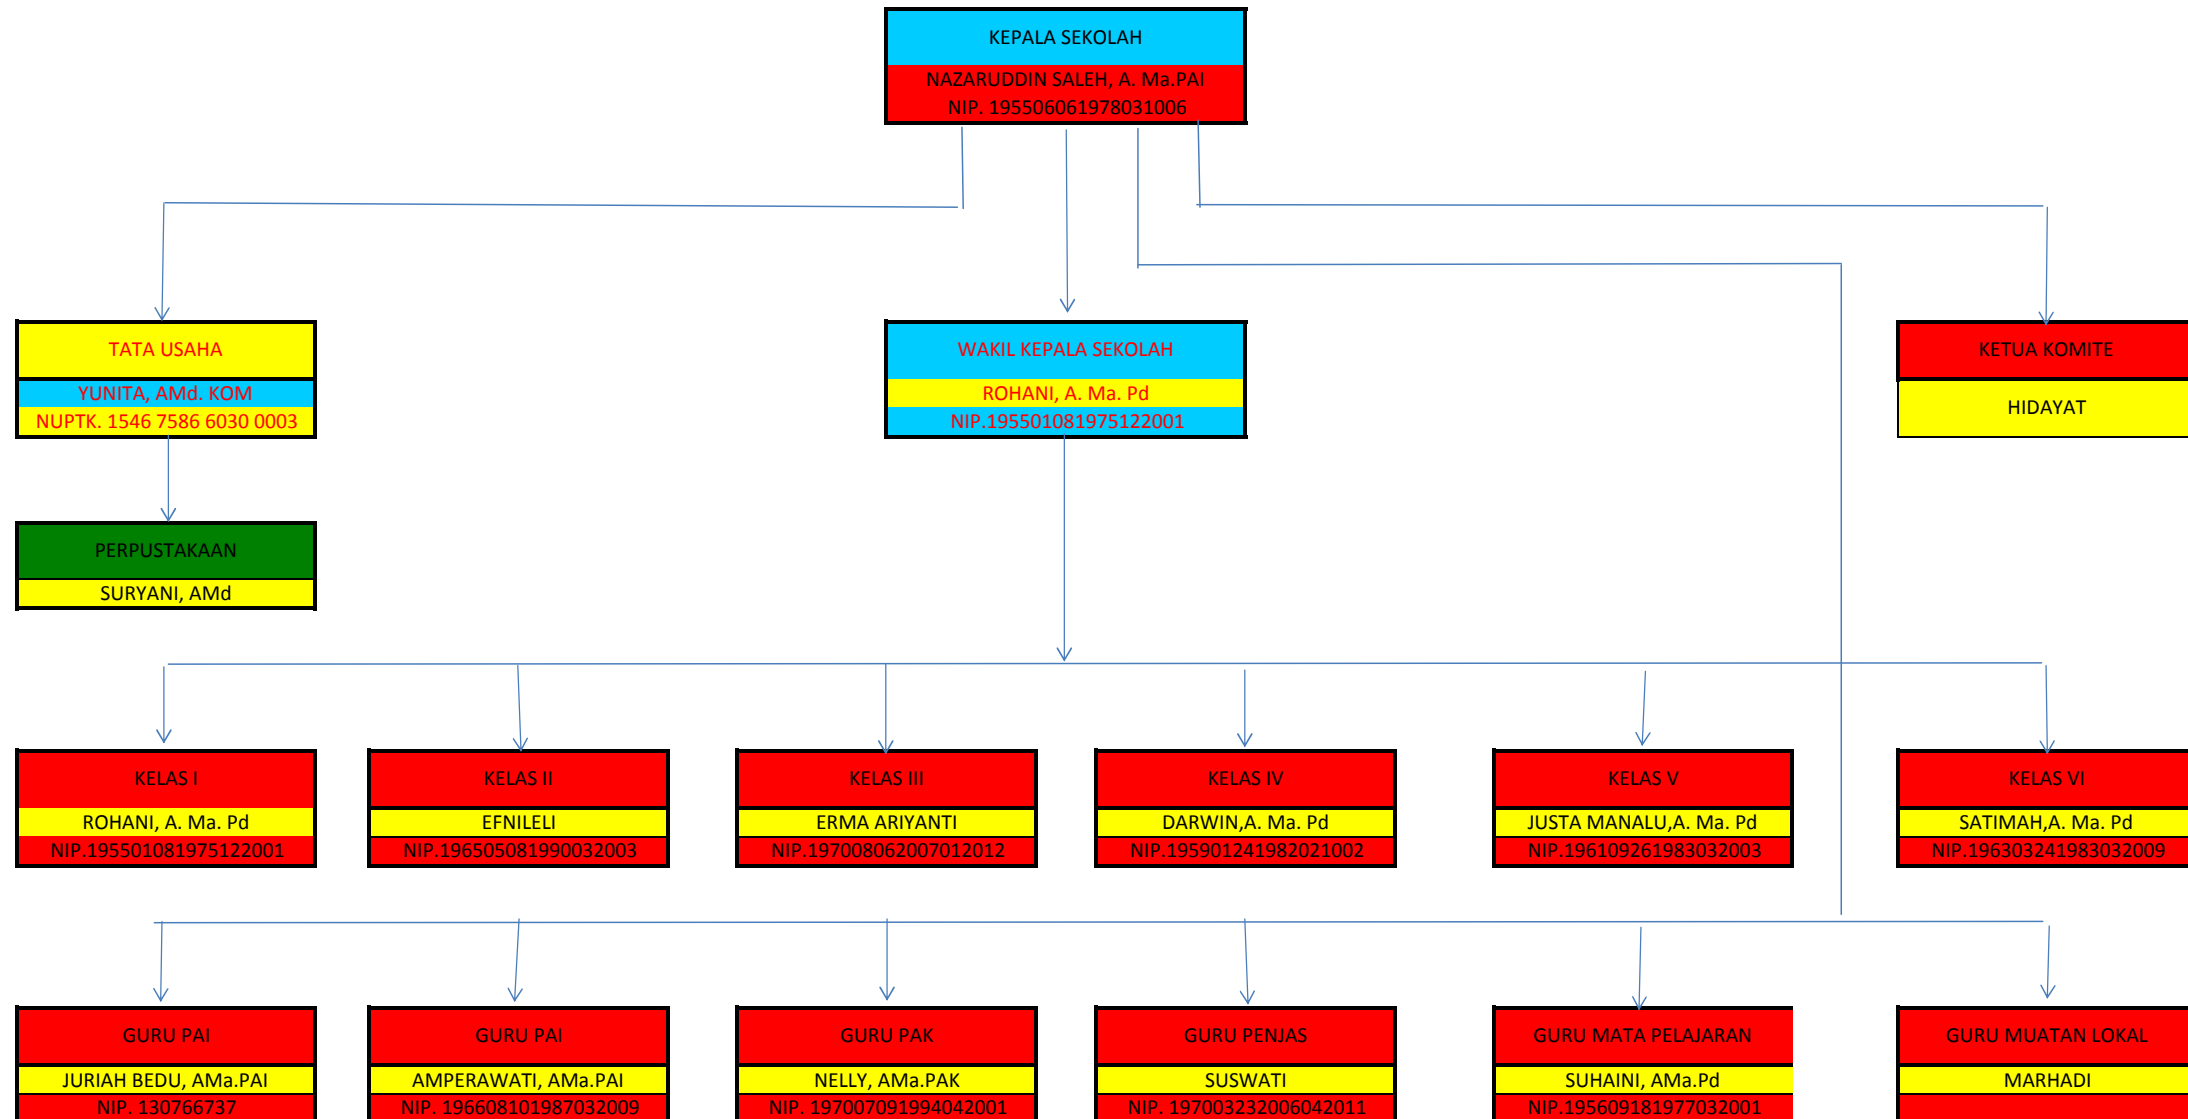 KEPALA SEKOLAH
NAZARUDDIN SALEH, A. Ma.PAI
NIP. 195506061978031006
TATA USAHA
YUNITA, AMd. KOM
NUPTK. 1546 7586 6030 0003
WAKIL KEPALA SEKOLAH
ROHANI, A. Ma. Pd
NIP.195501081975122001
KETUA KOMITE
HIDAYAT
PERPUSTAKAAN
SURYANI, AMd
KELAS I
ROHANI, A. Ma. Pd
NIP.195501081975122001
KELAS II
EFNILELI
NIP.196505081990032003
KELAS III
ERMA ARIYANTI
NIP.197008062007012012
KELAS IV
DARWIN,A. Ma. Pd
NIP.195901241982021002
KELAS V
JUSTA MANALU,A. Ma. Pd
NIP.196109261983032003
KELAS VI
SATIMAH,A. Ma. Pd
NIP.196303241983032009
GURU PAI
JURIAH BEDU, AMa.PAI
NIP. 130766737
GURU PAI
AMPERAWATI, AMa.PAI
NIP. 196608101987032009
GURU PAK
NELLY, AMa.PAK
NIP. 197007091994042001
GURU PENJAS
SUSWATI
NIP. 197003232006042011
GURU MATA PELAJARAN
SUHAINI, AMa.Pd
NIP.195609181977032001
GURU MUATAN LOKAL
MARHADI